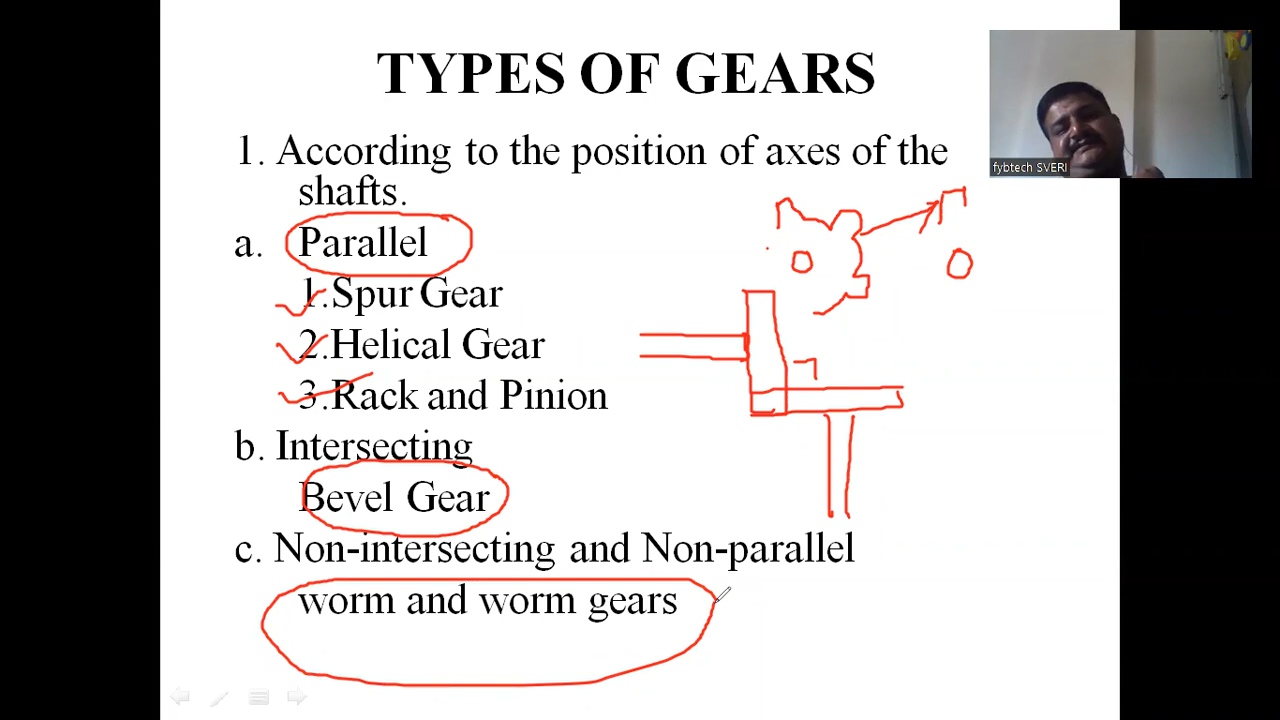 TYPES OF GEARS
1. According to the position of axes of the
shafts.
a. Parallel
1.Spur Gear
2.Helical Gear
3.Rack and Pinion
b. Intersecting
Bevel Gear
c. Non-intersecting and Non-parallel
worm and worm gears
fybtech SVERI